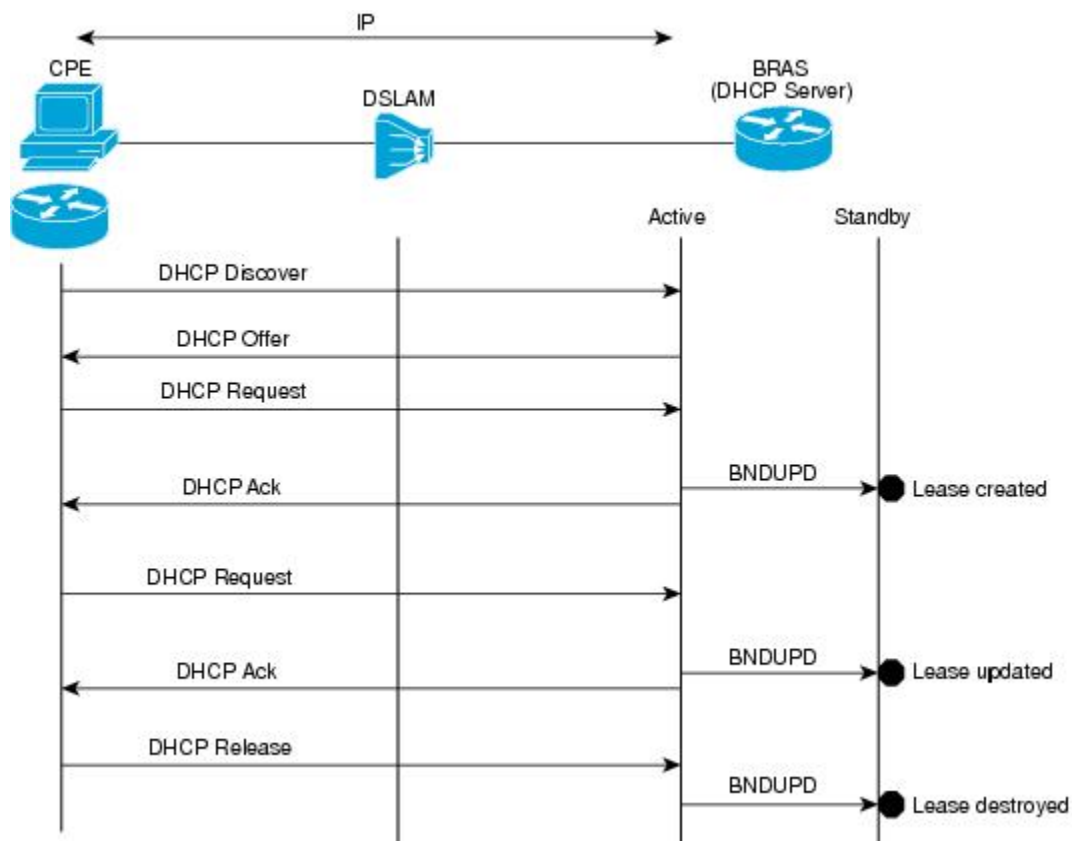 IP
CPE
DSLAM
BRAS
(DHCP Server)
Active
Standby
DHCP Discover
DHCP Offer
DHCP Request
DHCP Ack
BNDUPD
Lease created
DHCP Request
DHCP Ack
BNDUPD
Lease updated
DHCP Release
BNDUPD
Lease destroyed